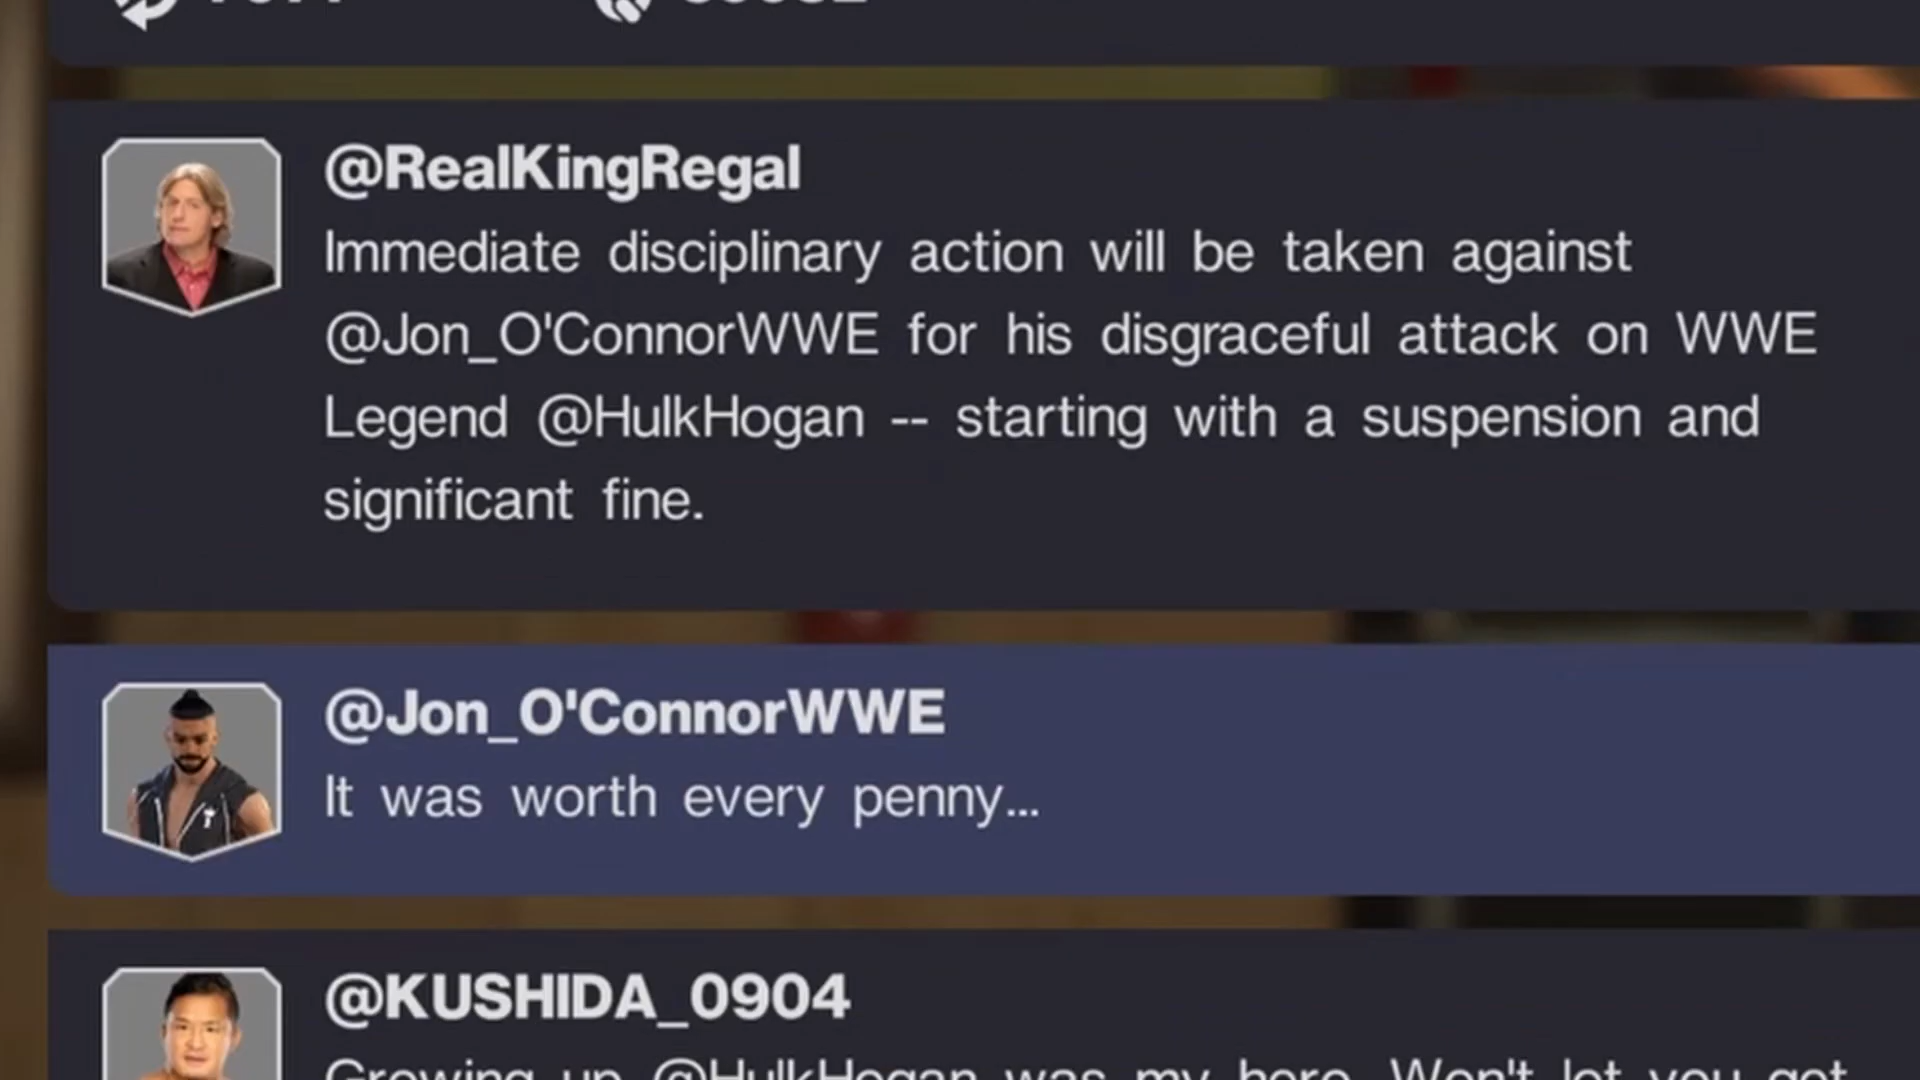 @RealKingRegal
Immediate disciplinary action will be taken against
@Jon_O'ConnorWWE for his disgraceful attack on WWE
Legend @HulkHogan -- starting with a suspension and
significant fine.
@Jon_O'ConnorWWE
It was worth every penny...
@KUSHIDA_0904
Growing up @HulkHogan was my hero. Won't let you get